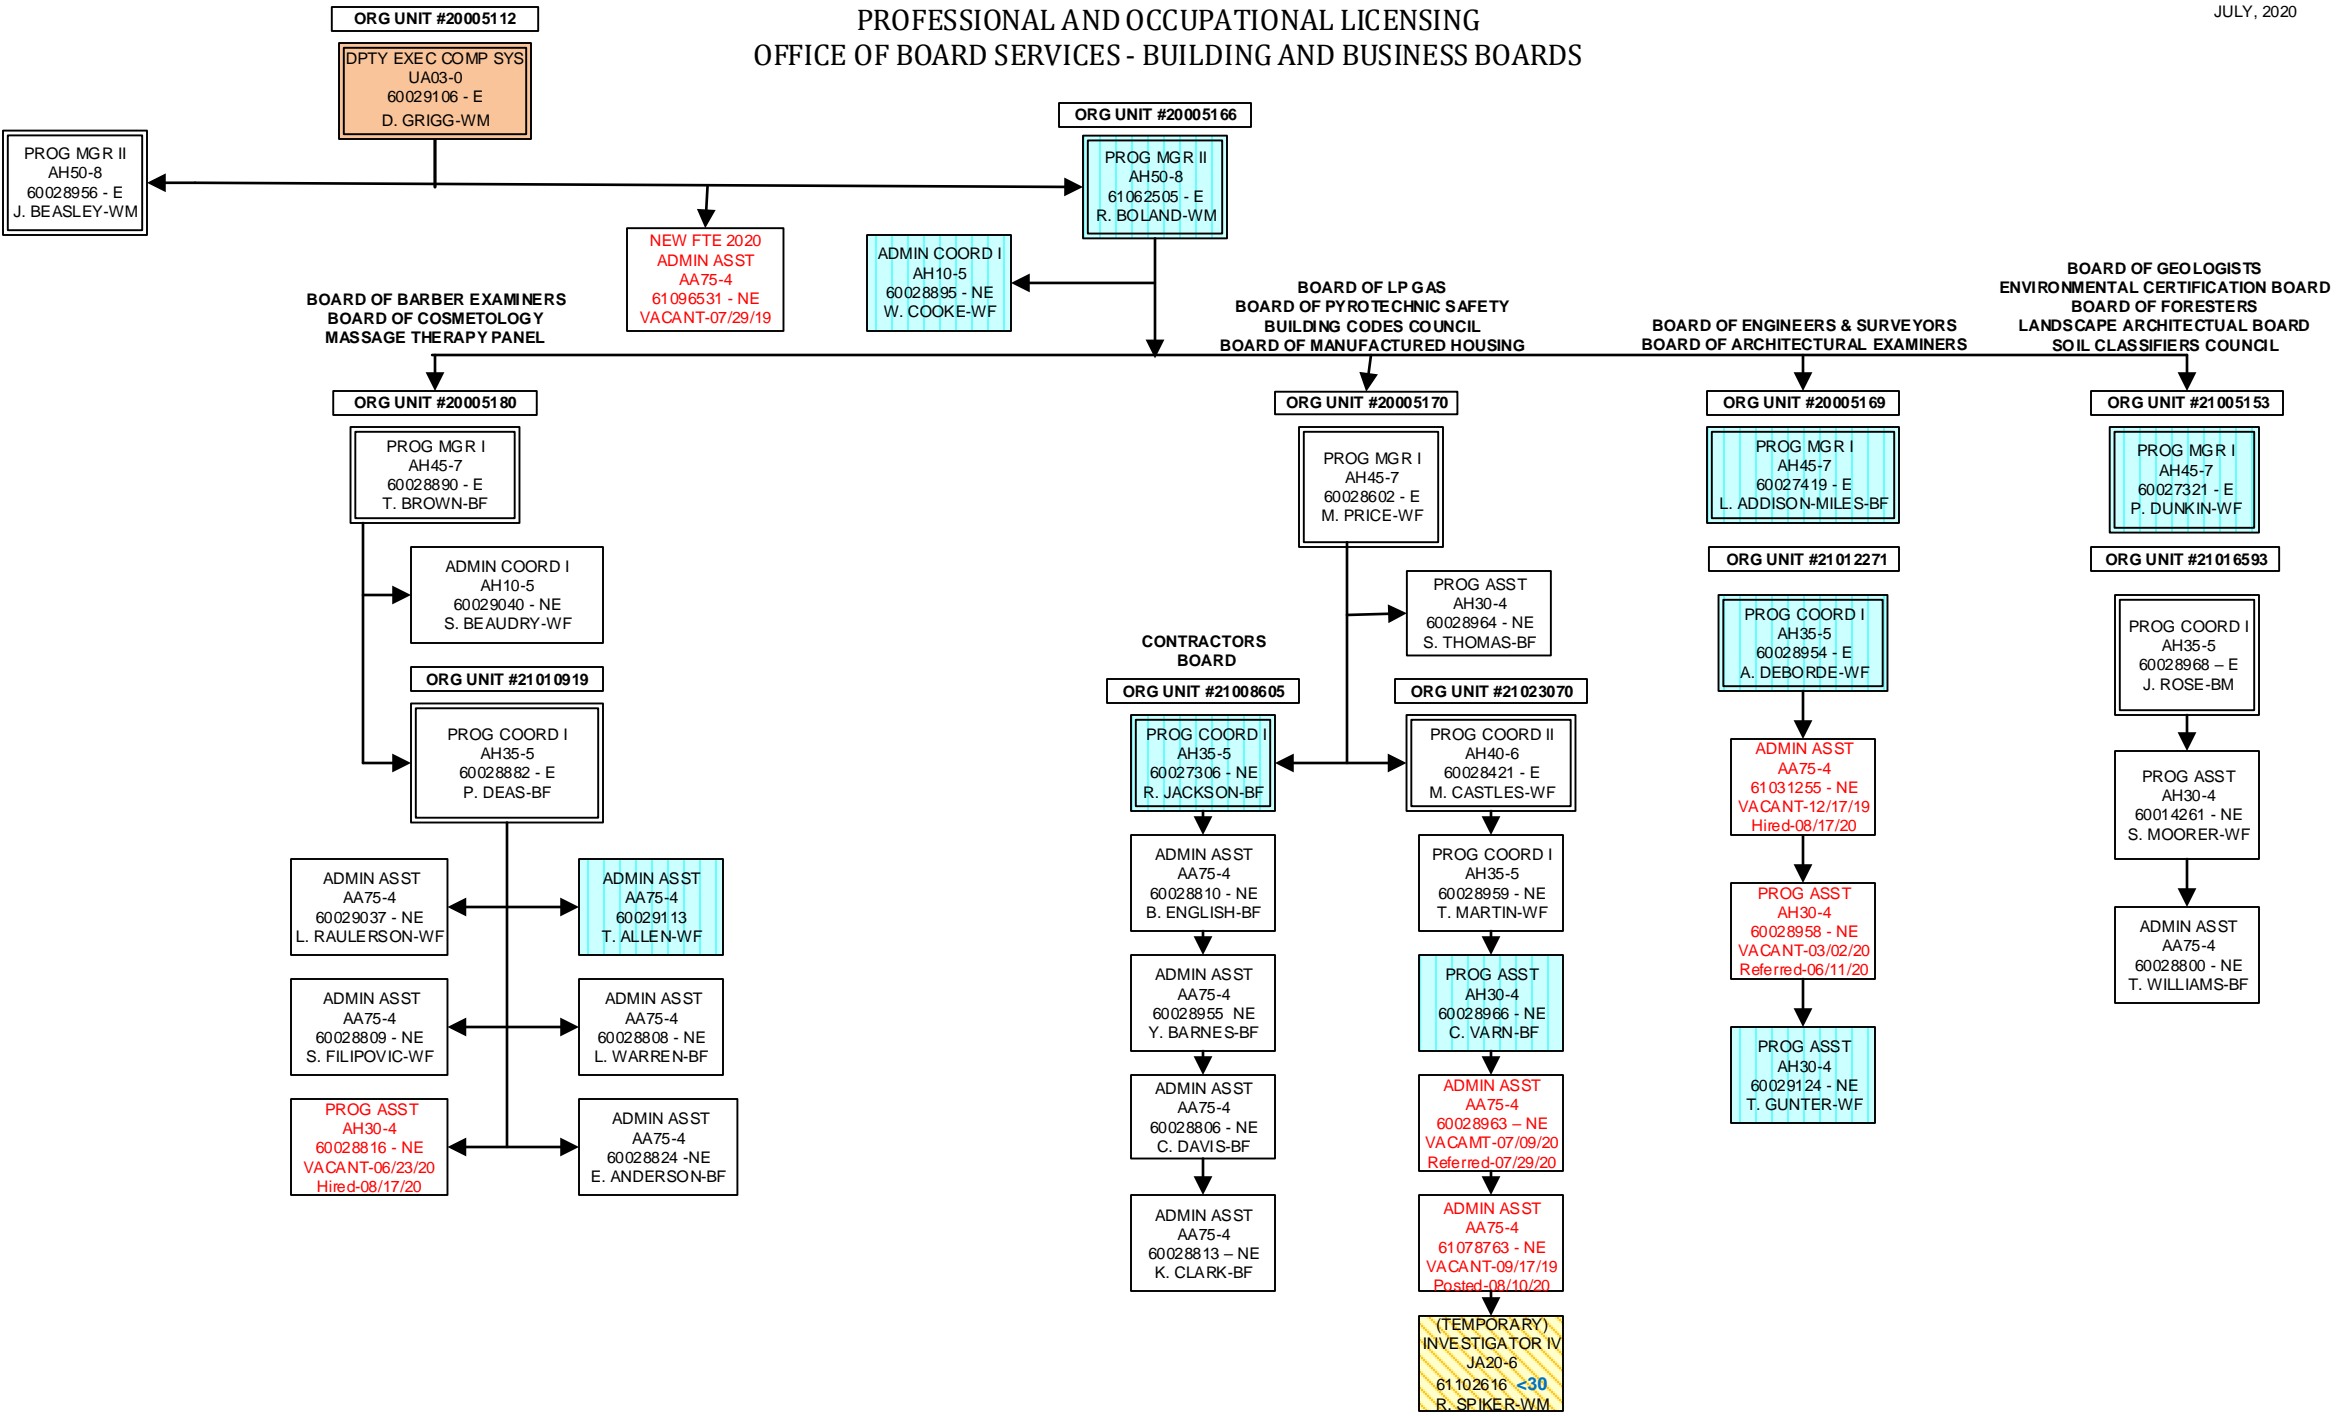 PROFESSIONAL AND OCCUPATIONAL LICENSING
OFFICE OF BOARD SERVICES - BUILDING AND BUSINESS BOARDS
JULY, 2020
ORG UNIT #20005112
DPTY EXEC COMP SYS
UA03-0
60029106 - E
D. GRIGG-WM
PROG MGR II
AH50-8
60028956 - E
J. BEASLEY-WM
ORG UNIT #20005166
PROG MGR II
AH50-8
61062505 - E
R. BOLAND-WM
NEW FTE 2020
ADMIN ASST
AA75-4
61096531 - NE
VACANT-07/29/19
ADMIN COORD I
AH10-5
60028895 - NE
W. COOKE-WF
BOARD OF BARBER EXAMINERS
BOARD OF COSMETOLOGY
MASSAGE THERAPY PANEL
BOARD OF LP GAS
BOARD OF PYROTECHNIC SAFETY
BUILDING CODES COUNCIL
BOARD OF MANUFACTURED HOUSING
BOARD OF ENGINEERS & SURVEYORS
BOARD OF ARCHITECTURAL EXAMINERS
BOARD OF GEOLOGISTS
ENVIRONMENTAL CERTIFICATION BOARD
BOARD OF FORESTERS
LANDSCAPE ARCHITECTUAL BOARD
SOIL CLASSIFIERS COUNCIL
ORG UNIT #20005180
PROG MGR I
AH45-7
60028890 - E
T. BROWN-BF
ADMIN COORD I
AH10-5
60029040 - NE
S. BEAUDRY-WF
ORG UNIT #21010919
PROG COORD I
AH35-5
60028882 - E
P. DEAS-BF
ADMIN ASST
AA75-4
60029037 - NE
L. RAULERSON-WF
ADMIN ASST
AA75-4
60029113
T. ALLEN-WF
ADMIN ASST
AA75-4
60028809 - NE
S. FILIPOVIC-WF
ADMIN ASST
AA75-4
60028808 - NE
L. WARREN-BF
PROG ASST
AH30-4
60028816 - NE
VACANT-06/23/20
Hired-08/17/20
ADMIN ASST
AA75-4
60028824 -NE
E. ANDERSON-BF
ORG UNIT #20005170
PROG MGR I
AH45-7
60028602 - E
M. PRICE-WF
PROG ASST
AH30-4
60028964 - NE
S. THOMAS-BF
CONTRACTORS
BOARD
ORG UNIT #21008605
PROG COORD I
AH35-5
60027306 - NE
R. JACKSON-BF
ADMIN ASST
AA75-4
60028810 - NE
B. ENGLISH-BF
ADMIN ASST
AA75-4
60028955  NE
Y. BARNES-BF
ADMIN ASST
AA75-4
60028806 - NE
C. DAVIS-BF
ADMIN ASST
AA75-4
60028813 – NE
K. CLARK-BF
ORG UNIT #21023070
PROG COORD II
AH40-6
60028421 - E
M. CASTLES-WF
PROG COORD I
AH35-5
60028959 - NE
T. MARTIN-WF
PROG ASST
AH30-4
60028966 - NE
C. VARN-BF
ADMIN ASST
AA75-4
60028963 – NE
VACAMT-07/09/20
Referred-07/29/20
ADMIN ASST
AA75-4
61078763 - NE
VACANT-09/17/19
Posted-08/10/20
(TEMPORARY)
INVESTIGATOR IV
JA20-6
61102616 <30
R. SPIKER-WM
ORG UNIT #20005169
PROG MGR I
AH45-7
60027419 - E
L. ADDISON-MILES-BF
ORG UNIT #21012271
PROG COORD I
AH35-5
60028954 - E
A. DEBORDE-WF
ADMIN ASST
AA75-4
61031255 - NE
VACANT-12/17/19
Hired-08/17/20
PROG ASST
AH30-4
60028958 - NE
VACANT-03/02/20
Referred-06/11/20
PROG ASST
AH30-4
60029124 - NE
T. GUNTER-WF
ORG UNIT #21005153
PROG MGR I
AH45-7
60027321 - E
P. DUNKIN-WF
ORG UNIT #21016593
PROG COORD I
AH35-5
60028968 – E
J. ROSE-BM
PROG ASST
AH30-4
60014261 - NE
S. MOORER-WF
ADMIN ASST
AA75-4
60028800 - NE
T. WILLIAMS-BF